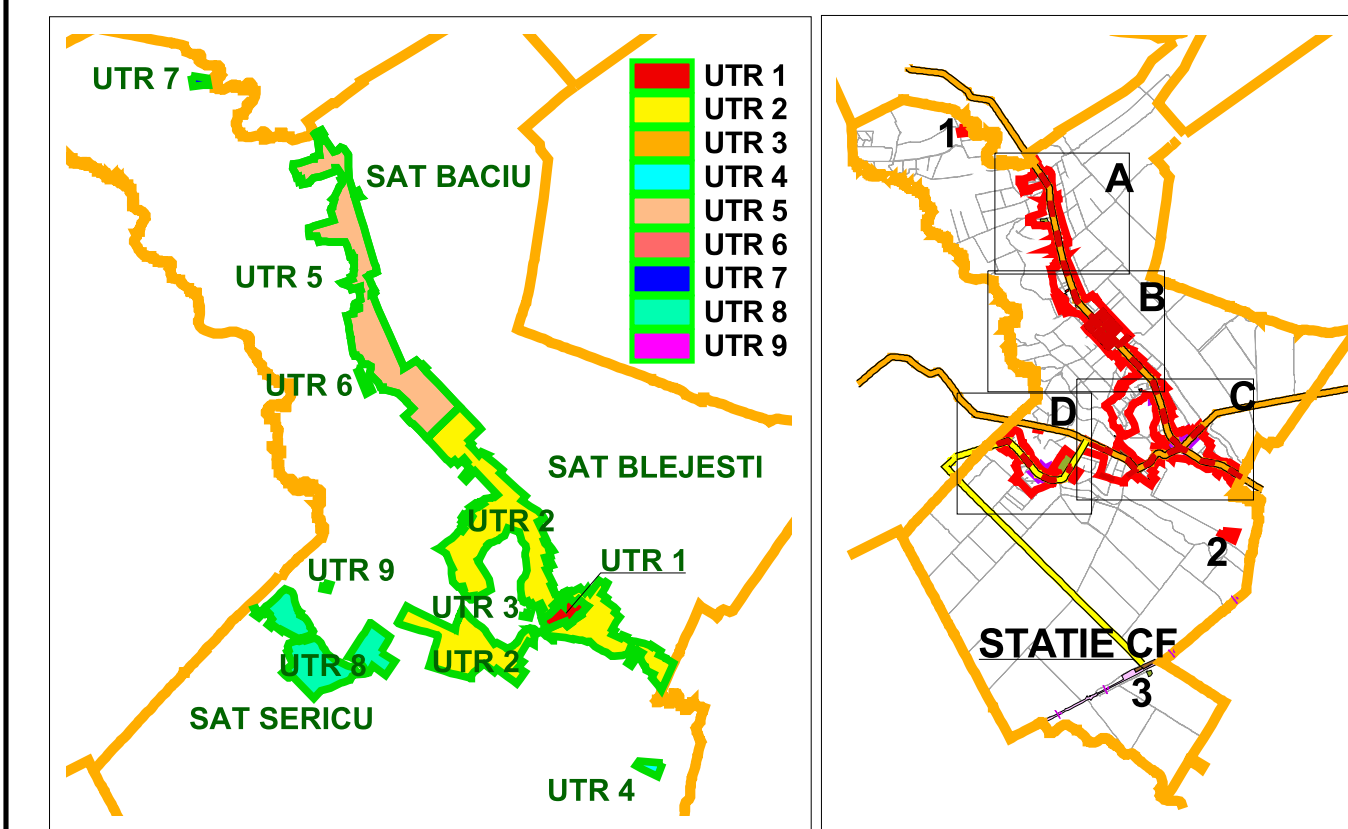 UTR 7
SAT BACIU
UTR 5
UTR 6
SAT BLEJESTI
UTR 2
UTR 1
UTR 9
UTR 3
UTR 8
UTR 2
SAT SERICU
UTR 4
UTR 1
UTR 2
UTR 3
UTR 4
UTR 5
UTR 6
UTR 7
UTR 8
UTR 9
1
A
B
C
D
2
STATIE CF
3